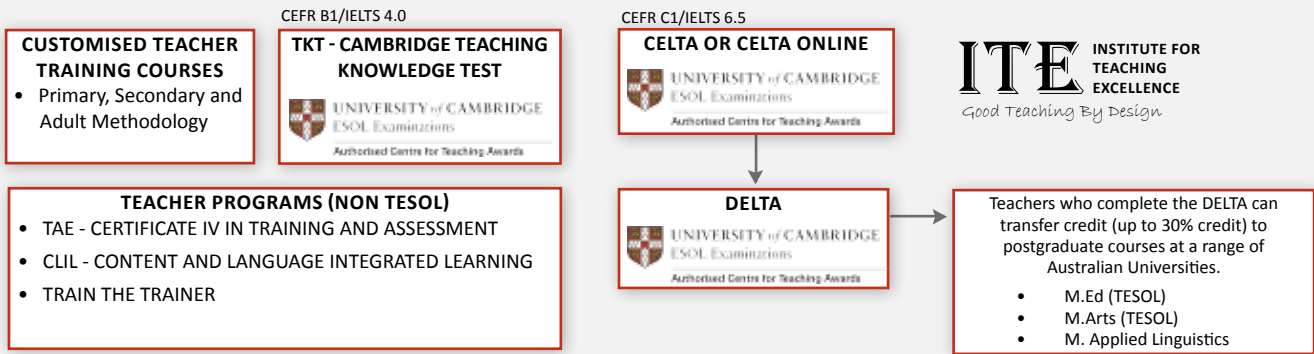 CEFR B1/IELTS 4.0
CEFR C1/IELTS 6.5
CUSTOMISED TEACHER
TRAINING COURSES
• Primary, Secondary and
Adult Methodology
TKT - CAMBRIDGE TEACHING
KNOWLEDGE TEST
UNIVERSITY of CAMBRIDGE
ESOL Examinations
Authorised Centre for Teaching Awards
CELTA OR CELTA ONLINE
UNIVERSITY of CAMBRIDGE
ESOL Examinations
Authorised Centre for Teaching Awards
ITE
INSTITUTE FOR
TEACHING
EXCELLENCE
Good Teaching By Design
TEACHER PROGRAMS (NON TESOL)
• TAE - CERTIFICATE IV IN TRAINING AND ASSESSMENT
• CLIL - CONTENT AND LANGUAGE INTEGRATED LEARNING
• TRAIN THE TRAINER
DELTA
UNIVERSITY of CAMBRIDGE
ESOL Examinations
Authorised Centre for Teaching Awards
Teachers who complete the DELTA can
transfer credit (up to 30% credit) to
postgraduate courses at a range of
Australian Universities.
• M.Ed (TESOL)
• M.Arts (TESOL)
• M. Applied Linguistics